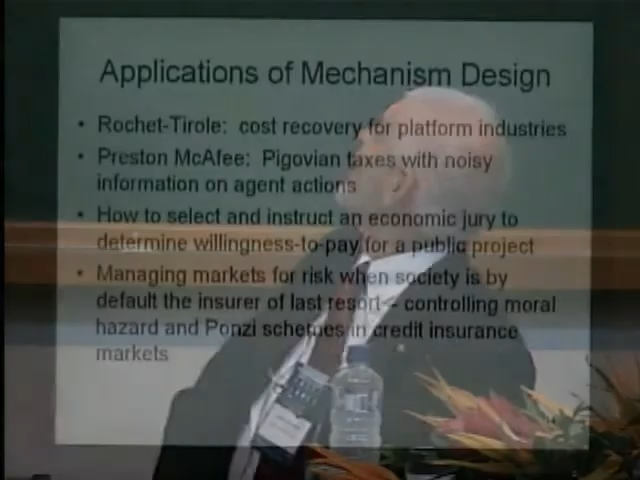 Applications of Mechanism Design
• Rochet-Tirole: cost recovery for platform industries
• Preston McAfee: Pigovian taxes with noisy
information on agent actions
• How to select and instruct an economic jury to
determine willingness-to-pay for a public project
• Managing markets for risk when society is by
default the insurer of last resort – controlling moral
hazard and Ponzi schemes in credit insurance
markets